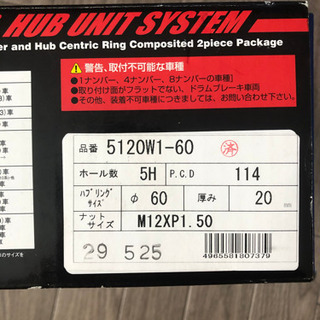 HUB UNIT SYSTEM
er and Hub Centric Ring Composited 2piece Package
警告、取付不可能な車種
●1ナンバー、4ナンバー、8ナンバーの車種
●取り付け面がフラットでない、ドラムブレーキ車両
●その他、装着不可車種につきましては、お問い合わせください。
品番 5120W1-60 済
ホール数 5H P.C.D 114
ハブリング サイズ φ60 厚み 20mm
ナット サイズ M12XP1.50
29 525
4965581807379